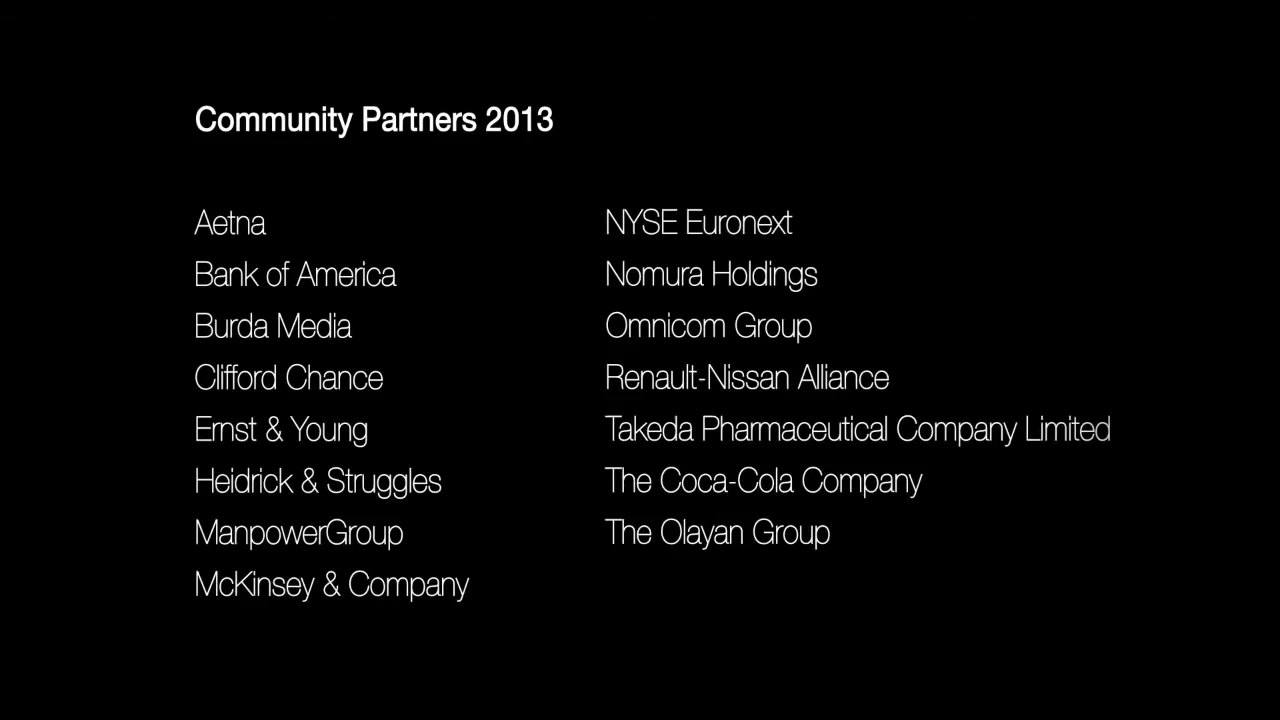 Community Partners 2013
Aetna
Bank of America
Burda Media
Clifford Chance
Ernst & Young
Heidrick & Struggles
ManpowerGroup
McKinsey & Company
NYSE Euronext
Nomura Holdings
Omnicom Group
Renault-Nissan Alliance
Takeda Pharmaceutical Company Limited
The Coca-Cola Company
The Olayan Group